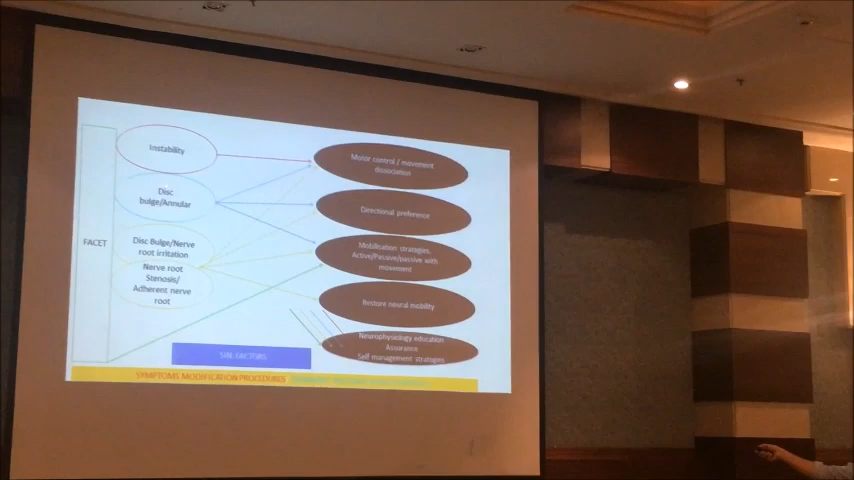 Instability
Disc
bulge/Annular
FACET
Disc Bulge/Nerve
root irritation
Nerve root
Stenosis/
Adherent nerve
root
Motor control / movement
dissociation
Directional preference
Mobilisation strategies,
Active/Passive/passive with
movement
Restore neural mobility
Neurophysiology education
Assurance
Self management strategies
FACTORS
SYMPTOMS MODIFICATION PROCEDURES